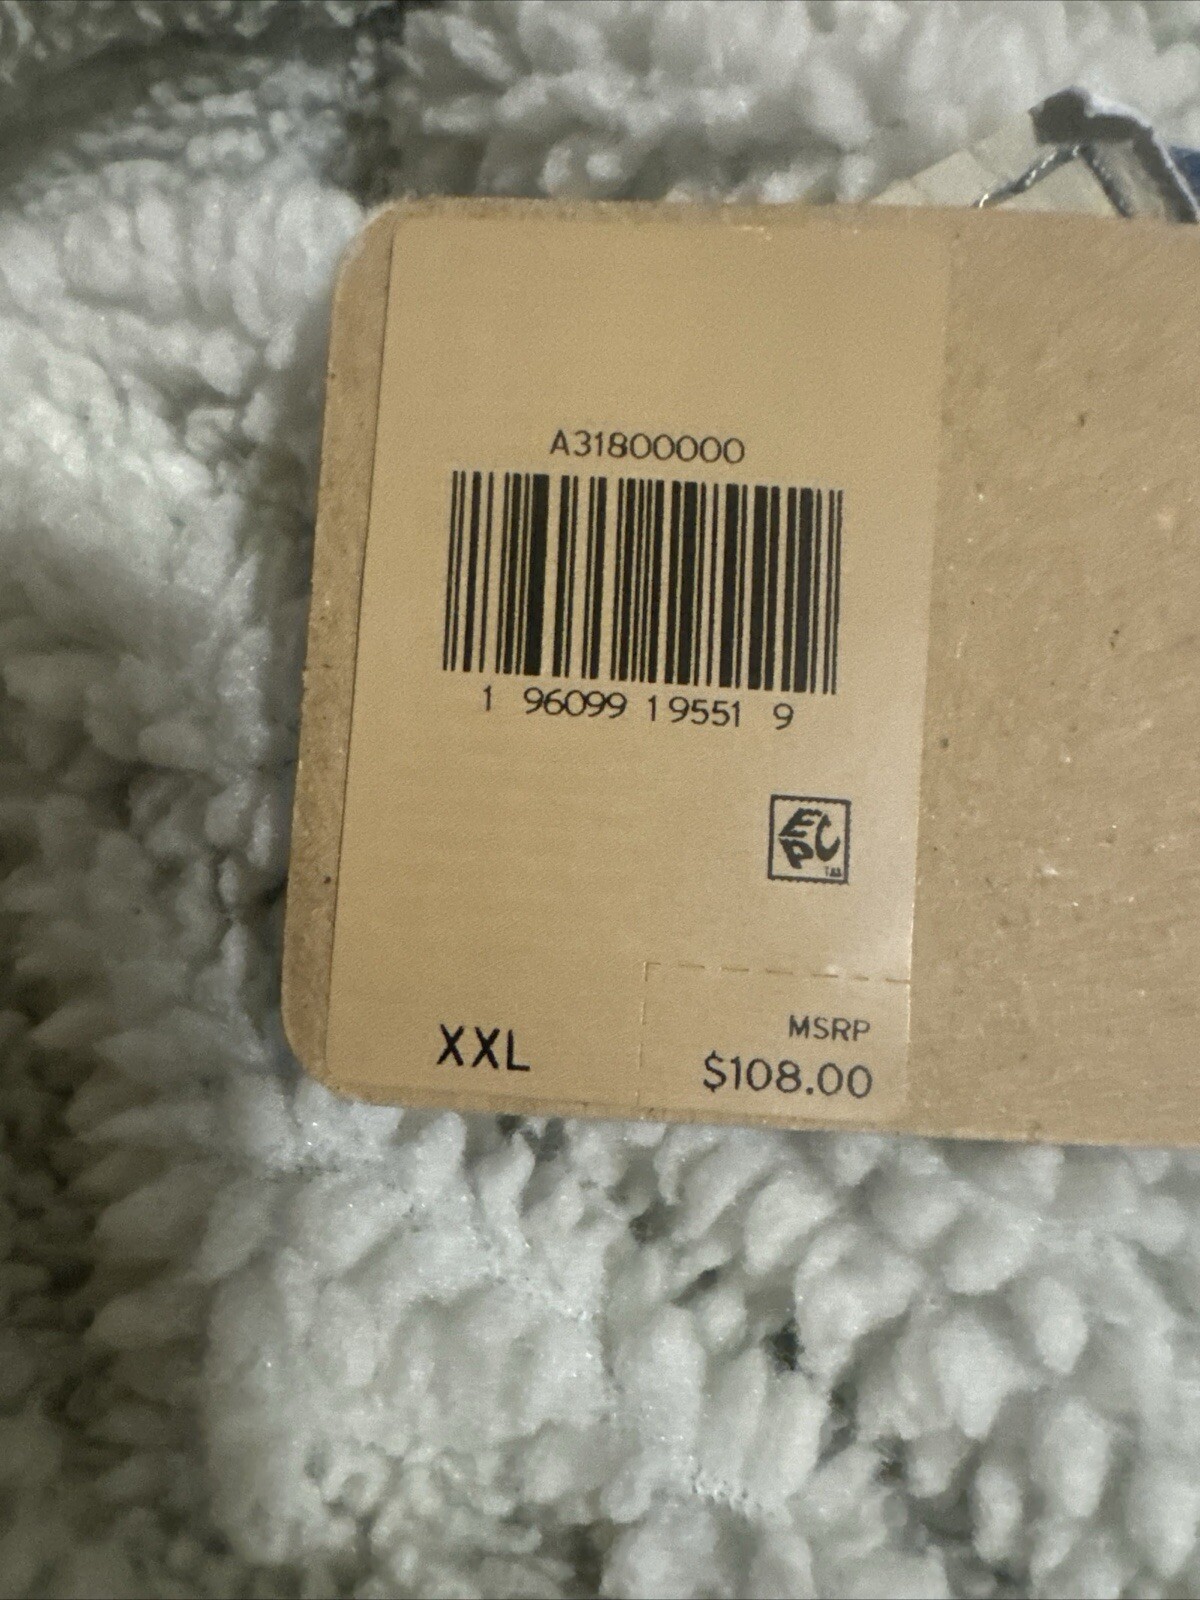 A31800000
1 96099 19551 9
EPC
XXL
MSRP
$108.00